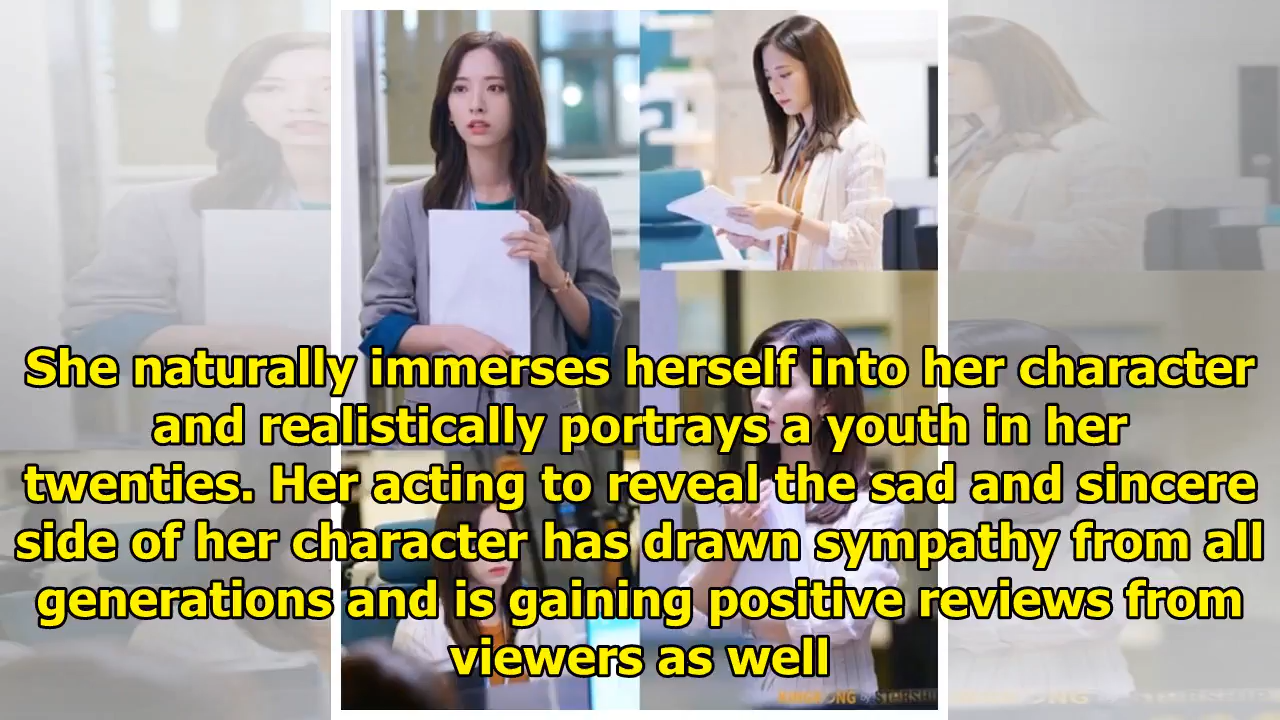 She naturally immerses herself into her character
and realistically portrays a youth in her
twenties. Her acting to reveal the sad and sincere
side of her character has drawn sympathy from all
generations and is gaining positive reviews from
viewers as well